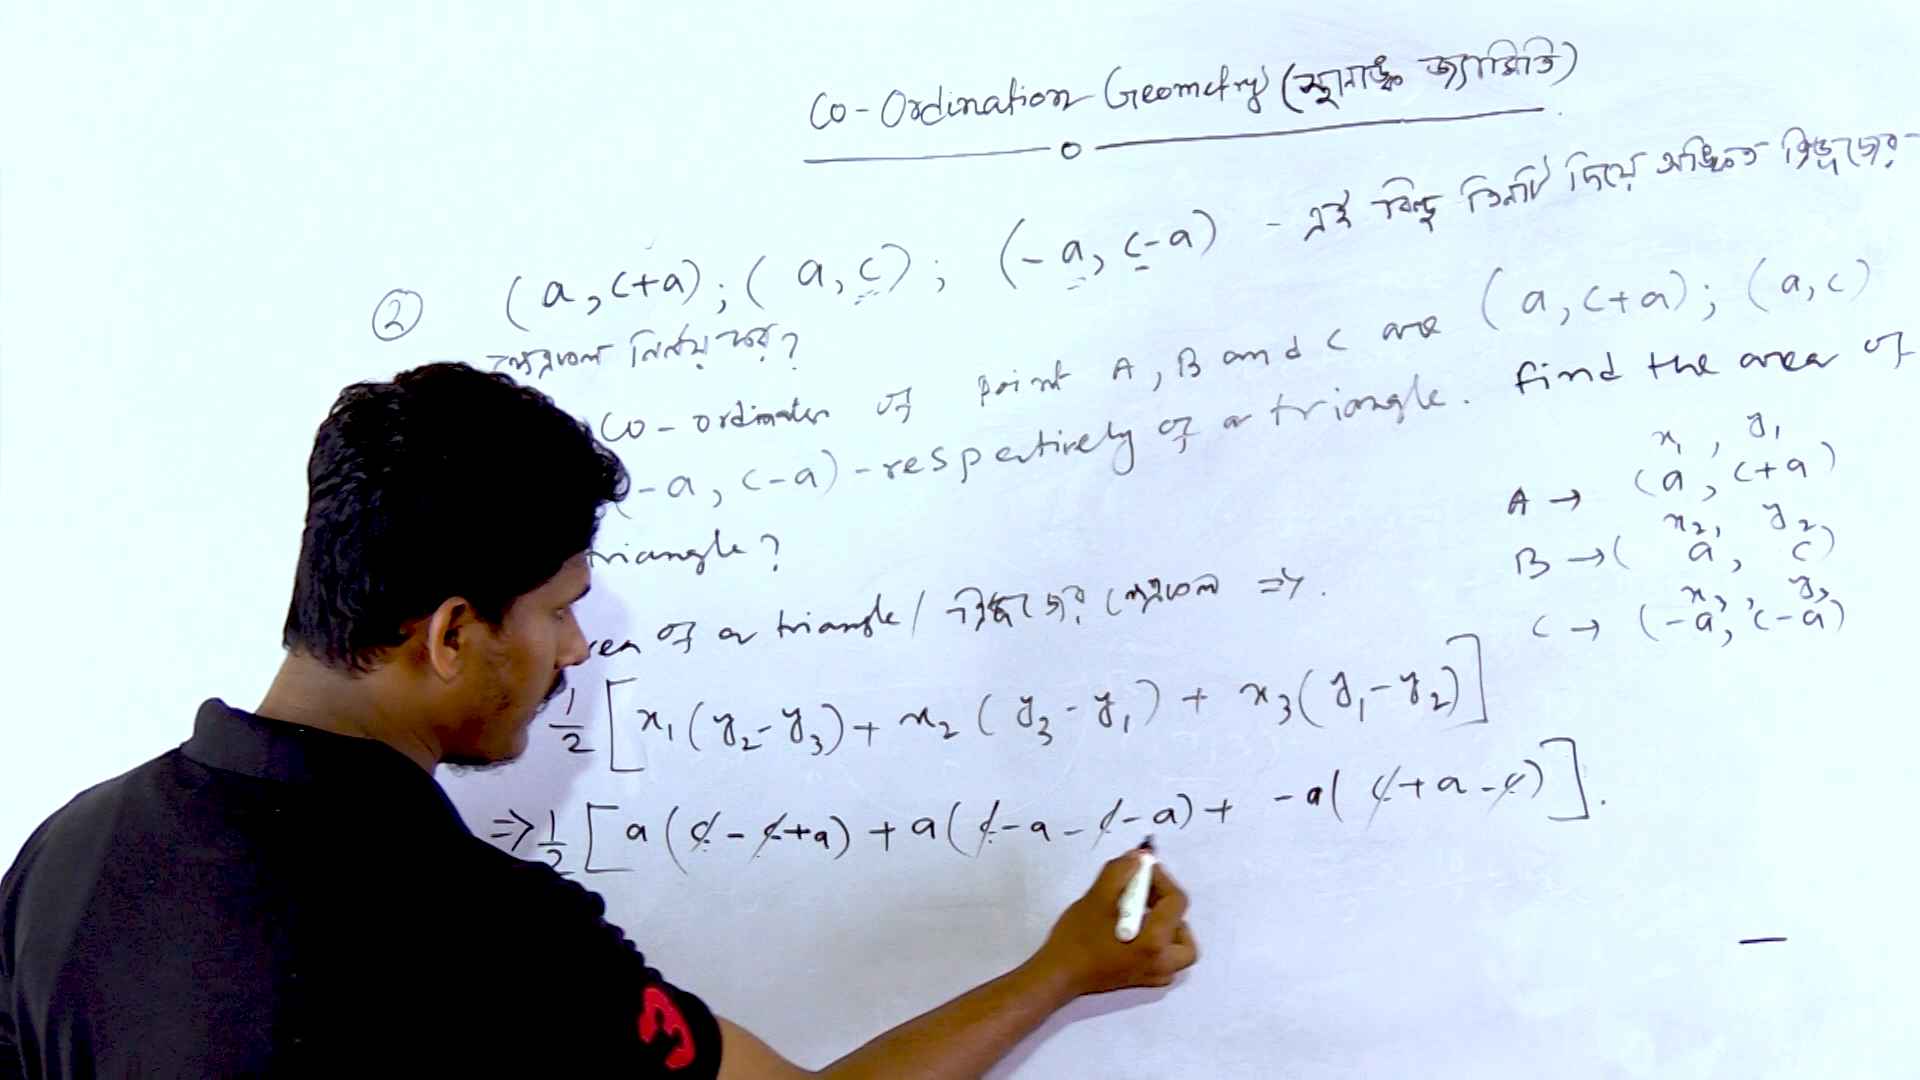 Co-Ordination Geometry (স্থানাঙ্ক জ্যামিতি)
② (a, c+a); (a, c); (-a, c-a) - এই বিন্দু তিনটি দিয়ে অঙ্কিত ত্রিভুজের-
ক্ষেত্রফল নির্ণয় কর?
Co-ordinates of point A, B and C are (a, c+a); (a, c)
(-a, c-a) - respectively of a triangle. find the area of
triangle?
A → (a, c+a) x₁, y₁
B → (a, c) x₂, y₂
C → (-a, c-a) x₃, y₃
of a triangle / ত্রিভুজের ক্ষেত্রফল ⇒.
1/2 [x₁(y₂-y₃) + x₂(y₃-y₁) + x₃(y₁-y₂)]
⇒ 1/2 [a(c-c+a) + a(c-a-c-a) + -a(c+a-c)].
3